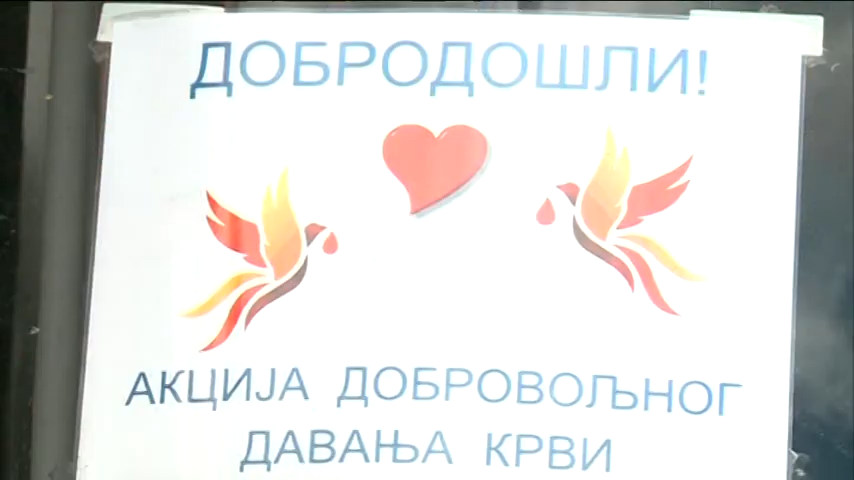 ДОБРОДОШЛИ!
АКЦИЈА ДОБРОВОЉНОГ
ДАВАЊА КРВИ